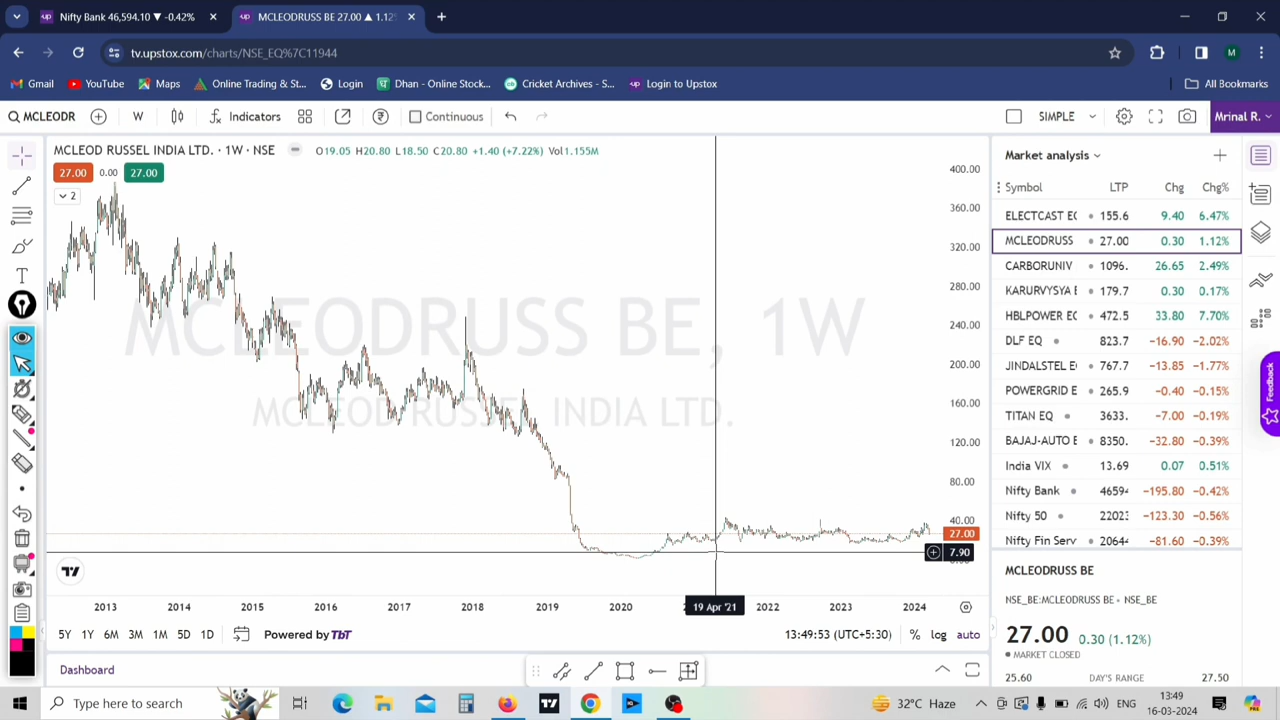 Nifty Bank 46,594.10 ▼ -0.42%
MCLEODRUSS BE 27.00 ▲ 1.12%
tv.upstox.com/charts/NSE_EQ%7C11944
M
Gmail YouTube Maps Online Trading & St... Login Dhan - Online Stock... Cricket Archives - S... Login to Upstox All Bookmarks
MCLEODR W Indicators Continuous SIMPLE Mrinal R.
MCLEOD RUSSEL INDIA LTD. · 1W · NSE O19.05 H20.80 L18.50 C20.80 +1.40 (+7.22%) Vol1.155M
27.00 0.00 27.00
2
MCLEODRUSS BE, 1W
MCLEOD RUSSEL INDIA LTD.
400.00
360.00
320.00
280.00
240.00
200.00
160.00
120.00
80.00
40.00
27.00
7.90
2013 2014 2015 2016 2017 2018 2019 2020 19 Apr '21 2022 2023 2024
5Y 1Y 6M 3M 1M 5D 1D Powered by TbT 13:49:53 (UTC+5:30) % log auto
Dashboard
Market analysis
Symbol LTP Chg Chg%
ELECTCAST EQ 155.6 9.40 6.47%
MCLEODRUSS 27.00 0.30 1.12%
CARBORUNIV 1096. 26.65 2.49%
KARURVYSYA 179.7 0.30 0.17%
HBLPOWER EQ 472.5 33.80 7.70%
DLF EQ 823.7 −16.90 −2.02%
JINDALSTEL 767.7 −13.85 −1.77%
POWERGRID E 265.9 −0.40 −0.15%
TITAN EQ 3633. −7.00 −0.19%
BAJAJ-AUTO E 8350. −32.80 −0.39%
India VIX 13.69 0.07 0.51%
Nifty Bank 4659 −195.80 −0.42%
Nifty 50 22023 −123.30 −0.56%
Nifty Fin Serv 2064 −81.60 −0.39%
MCLEODRUSS BE
NSE_BE:MCLEODRUSS BE • NSE_BE
27.00 0.30 (1.12%)
MARKET CLOSED
25.60 DAY'S RANGE 27.50
Feedback
Type here to search
32°C Haze
ENG
13:49
16-03-2024